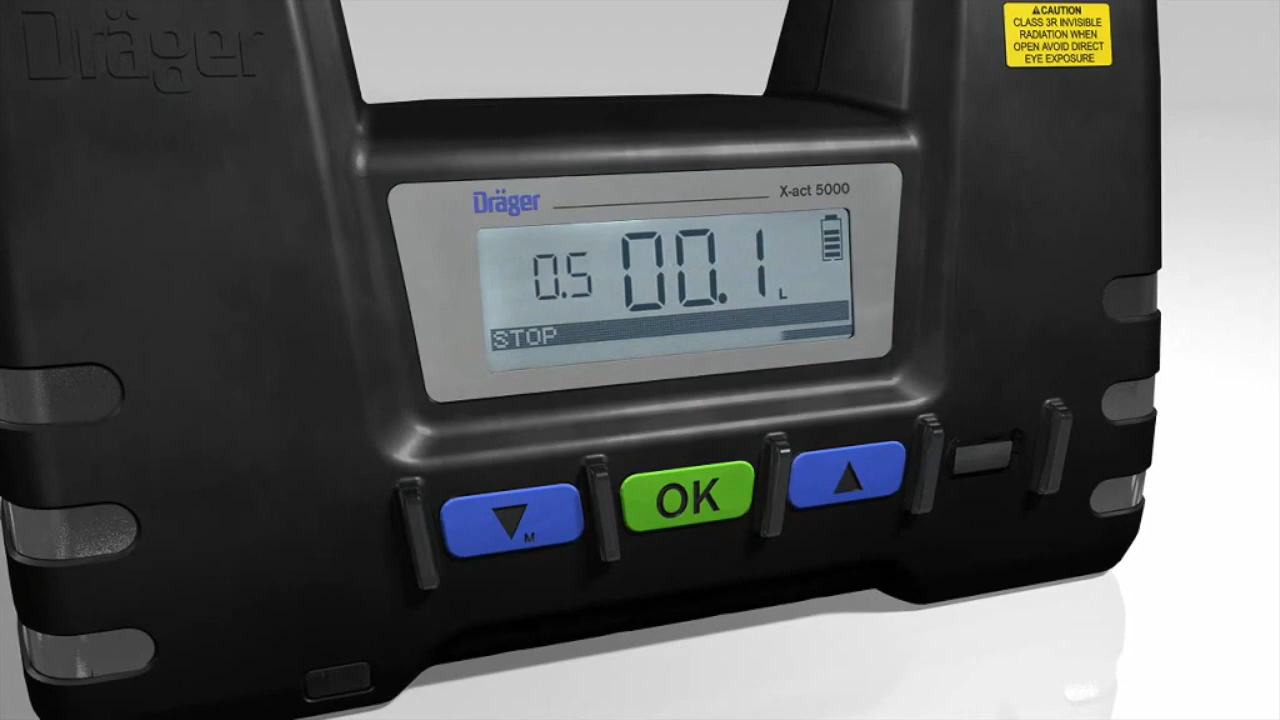 Dräger
⚠CAUTION
CLASS 3R INVISIBLE
RADIATION WHEN
OPEN AVOID DIRECT
EYE EXPOSURE
Dräger X-act 5000
0.5 00.1 L
STOP
▼M OK ▲